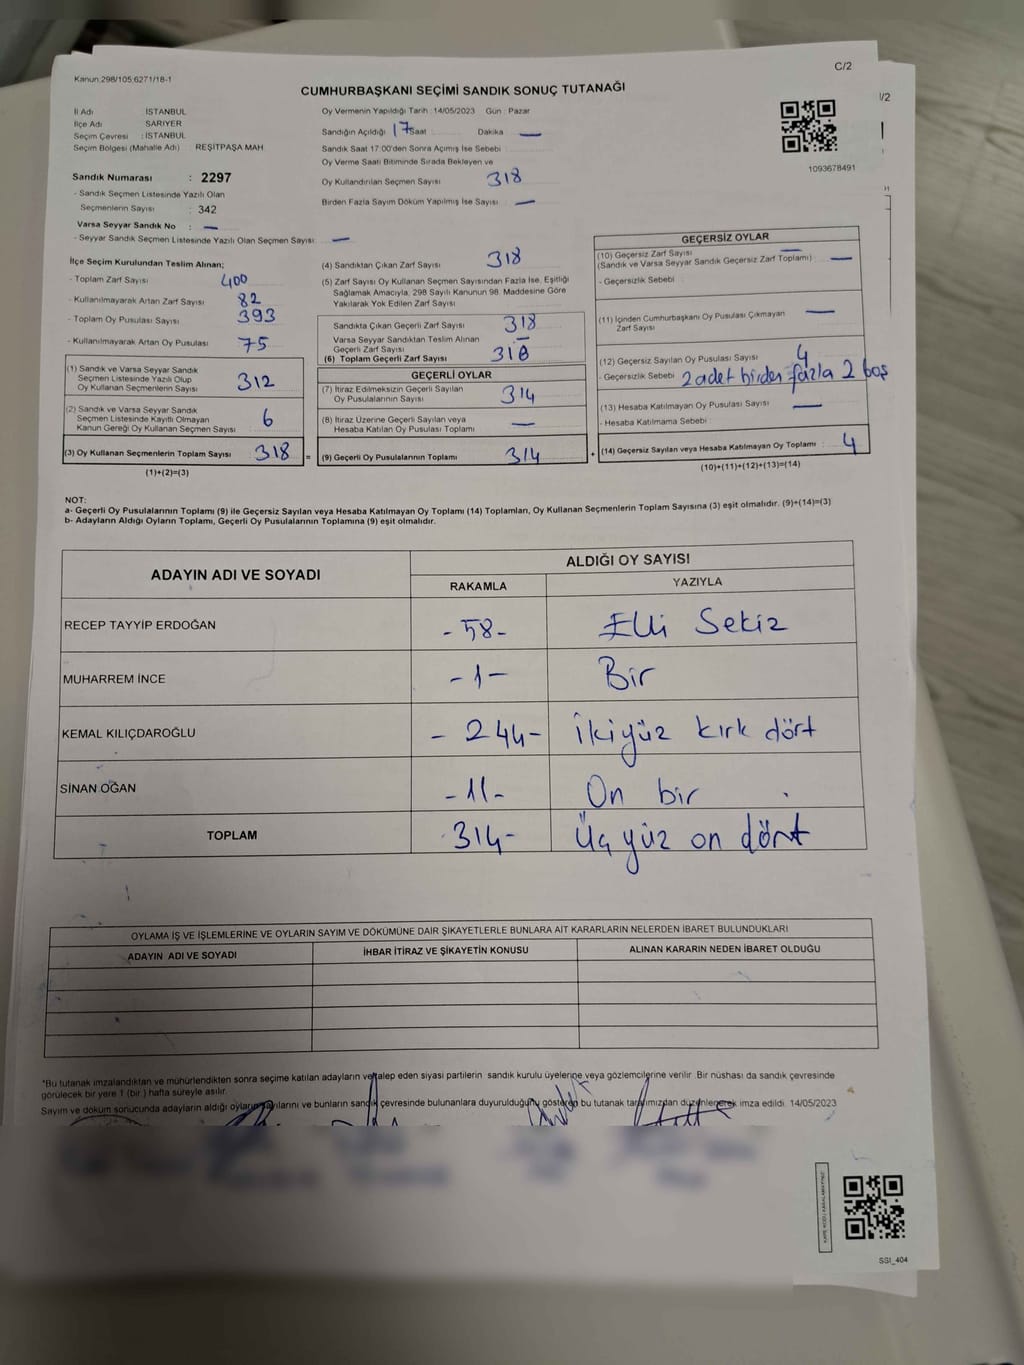 Kanun:298/105;6271/18-1
C/2
CUMHURBAŞKANI SEÇİMİ SANDIK SONUÇ TUTANAĞI
İl Adı İSTANBUL
İlçe Adı SARIYER
Seçim Çevresi : İSTANBUL
Seçim Bölgesi (Mahalle Adı) REŞİTPAŞA MAH
Sandık Numarası : 2297
- Sandık Seçmen Listesinde Yazılı Olan
Seçmenlerin Sayısı : 342
Varsa Seyyar Sandık No : —
- Seyyar Sandık Seçmen Listesinde Yazılı Olan Seçmen Sayısı: —
Oy Vermenin Yapıldığı Tarih : 14/05/2023 Gün : Pazar
Sandığın Açıldığı 17 Saat Dakika —
Sandık Saat 17:00'den Sonra Açımış İse Sebebi
Oy Verme Saati Bitiminde Sırada Bekleyen ve
Oy Kullandırılan Seçmen Sayısı 318
Birden Fazla Sayım Döküm Yapılmış İse Sayısı : —
1093678491
V2
İlçe Seçim Kurulundan Teslim Alınan;
- Toplam Zarf Sayısı 400
- Kullanılmayarak Artan Zarf Sayısı 82
- Toplam Oy Pusulası Sayısı 393
- Kullanılmayarak Artan Oy Pusulası 75
(1) Sandık ve Varsa Seyyar Sandık
Seçmen Listesinde Yazılı Olup
Oy Kullanan Seçmenlerin Sayısı 312
(2) Sandık ve Varsa Seyyar Sandık
Seçmen Listesinde Kayıtlı Olmayan
Kanun Gereği Oy Kullanan Seçmen Sayısı 6
(3) Oy Kullanan Seçmenlerin Toplam Sayısı 318
(1)+(2)=(3)
(4) Sandıktan Çıkan Zarf Sayısı 318
(5) Zarf Sayısı Oy Kullanan Seçmen Sayısından Fazla İse, Eşitliği
Sağlamak Amacıyla, 298 Sayılı Kanunun 98. Maddesine Göre
Yakılarak Yok Edilen Zarf Sayısı
Sandıkta Çıkan Geçerli Zarf Sayısı 318
Varsa Seyyar Sandıktan Teslim Alınan
Geçerli Zarf Sayısı —
(6) Toplam Geçerli Zarf Sayısı 318
GEÇERLİ OYLAR
(7) İtiraz Edilmeksizin Geçerli Sayılan
Oy Pusulalarının Sayısı 314
(8) İtiraz Üzerine Geçerli Sayılan veya
Hesaba Katılan Oy Pusulası Toplamı —
= (9) Geçerli Oy Pusulalarının Toplamı 314
GEÇERSİZ OYLAR
(10) Geçersiz Zarf Sayısı —
(Sandık ve Varsa Seyyar Sandık Geçersiz Zarf Toplamı) —
- Geçersizlik Sebebi
(11) İçinden Cumhurbaşkanı Oy Pusulası Çıkmayan —
Zarf Sayısı
(12) Geçersiz Sayılan Oy Pusulası Sayısı 4
- Geçersizlik Sebebi 2 adet birden fazla 2 boş
(13) Hesaba Katılmayan Oy Pusulası Sayısı —
- Hesaba Katılmama Sebebi
+ (14) Geçersiz Sayılan veya Hesaba Katılmayan Oy Toplamı : 4
(10)+(11)+(12)+(13)=(14)
NOT:
a- Geçerli Oy Pusulalarının Toplamı (9) ile Geçersiz Sayılan veya Hesaba Katılmayan Oy Toplamı (14) Toplamları, Oy Kullanan Seçmenlerin Toplam Sayısına (3) eşit olmalıdır. (9)+(14)=(3)
b- Adayların Aldığı Oyların Toplamı, Geçerli Oy Pusulalarının Toplamına (9) eşit olmalıdır.
ADAYIN ADI VE SOYADI
ALDIĞI OY SAYISI
RAKAMLA YAZIYLA
RECEP TAYYİP ERDOĞAN -58- Elli Sekiz
MUHARREM İNCE -1- Bir
KEMAL KILIÇDAROĞLU -244- İkiyüz kırk dört
SİNAN OĞAN -11- On bir
TOPLAM 314- Üçyüz on dört
OYLAMA İŞ VE İŞLEMLERİNE VE OYLARIN SAYIM VE DÖKÜMÜNE DAİR ŞİKAYETLERLE BUNLARA AİT KARARLARIN NELERDEN İBARET BULUNDUKLARI
ADAYIN ADI VE SOYADI İHBAR İTİRAZ VE ŞİKAYETİN KONUSU ALINAN KARARIN NEDEN İBARET OLDUĞU
*Bu tutanak imzalandıktan ve mühürlendikten sonra seçime katılan adayların ve talep eden siyasi partilerin sandık kurulu üyelerine veya gözlemcilerine verilir. Bir nüshası da sandık çevresinde
görülecek bir yere 1 (bir) hafta süreyle asılır.
Sayım ve döküm sonucunda adayların aldığı oyların sayılarını ve bunların sandık çevresinde bulunanlara duyurulduğunu gösteren bu tutanak tarafımızdan düzenlenerek imza edildi. 14/05/2023
SSI_404